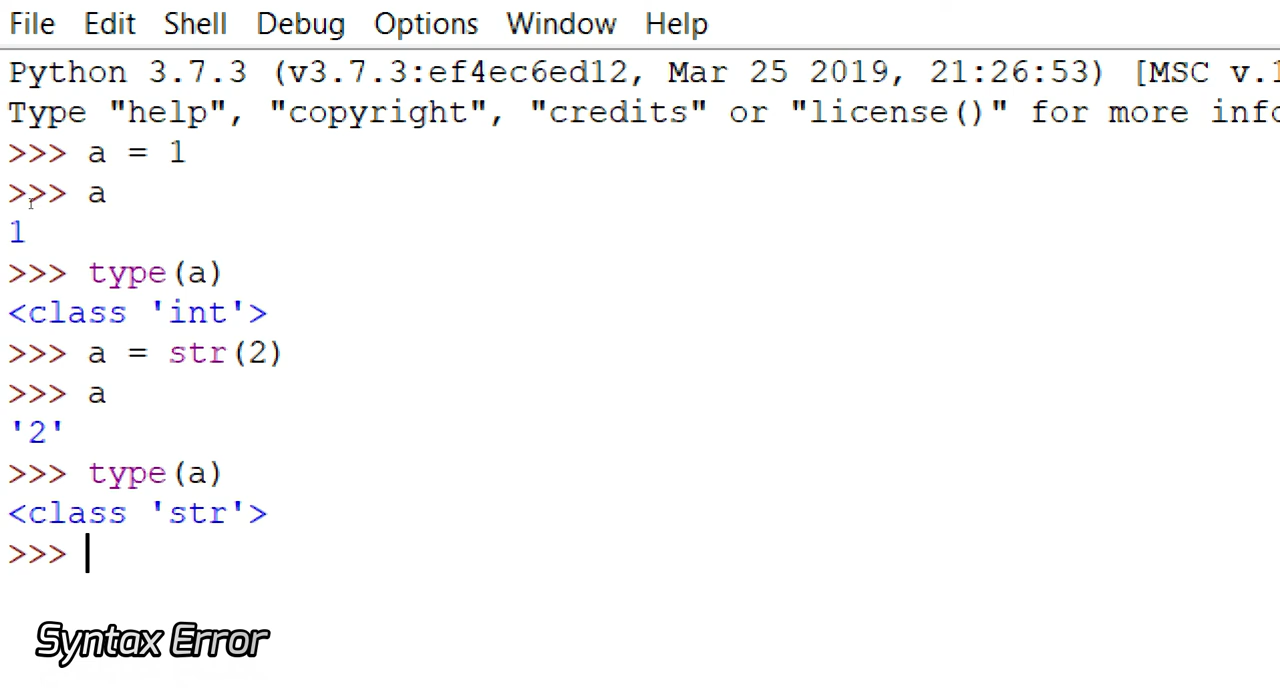 File Edit Shell Debug Options Window Help
Python 3.7.3 (v3.7.3:ef4ec6ed12, Mar 25 2019, 21:26:53) [MSC v.1
Type "help", "copyright", "credits" or "license()" for more info
>>> a = 1
>>> a
1
>>> type(a)
<class 'int'>
>>> a = str(2)
>>> a
'2'
>>> type(a)
<class 'str'>
>>>
Syntax Error